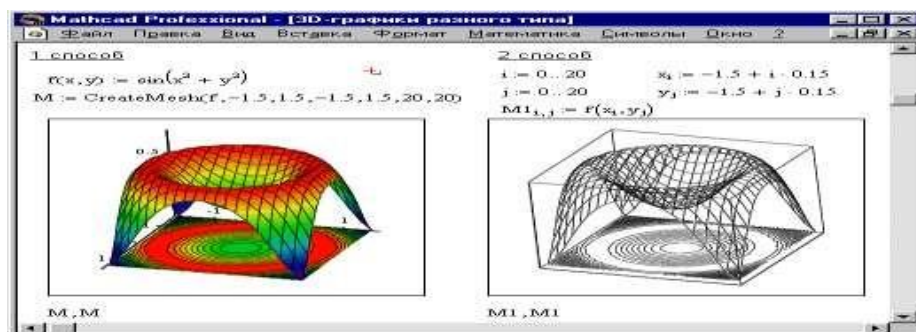 Mathcad Professional - [3D-графики разного типа]
Файл Правка Вид Вставка Формат Математика Символы Окно ?
1 способ
f(x,y) := sin(x² + y²)
M := CreateMesh(f,-1.5,1.5,-1.5,1.5,20,20)
0.5
-1
1
1
M,M
2 способ
i := 0..20 xᵢ := -1.5 + i · 0.15
j := 0..20 yⱼ := -1.5 + j · 0.15
M1ᵢ,ⱼ := f(xᵢ,yⱼ)
M1,M1